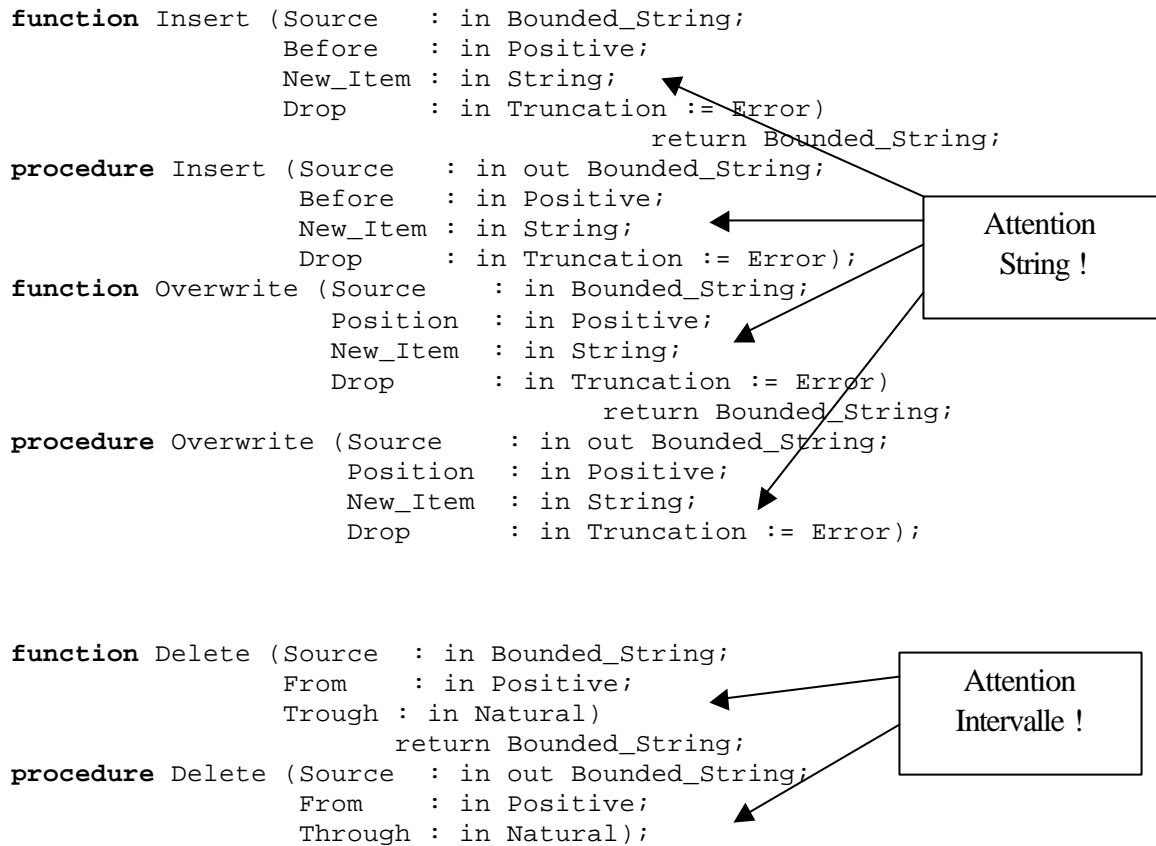 function Insert (Source : in Bounded_String;
Before : in Positive;
New_Item : in String;
Drop : in Truncation := Error)
return Bounded_String;
procedure Insert (Source : in out Bounded_String;
Before : in Positive;
New_Item : in String;
Drop : in Truncation := Error);
function Overwrite (Source : in Bounded_String;
Position : in Positive;
New_Item : in String;
Drop : in Truncation := Error)
return Bounded_String;
procedure Overwrite (Source : in out Bounded_String;
Position : in Positive;
New_Item : in String;
Drop : in Truncation := Error);
Attention
String !
function Delete (Source : in Bounded_String;
From : in Positive;
Trough : in Natural)
return Bounded_String;
procedure Delete (Source : in out Bounded_String;
From : in Positive;
Through : in Natural);
Attention
Intervalle !